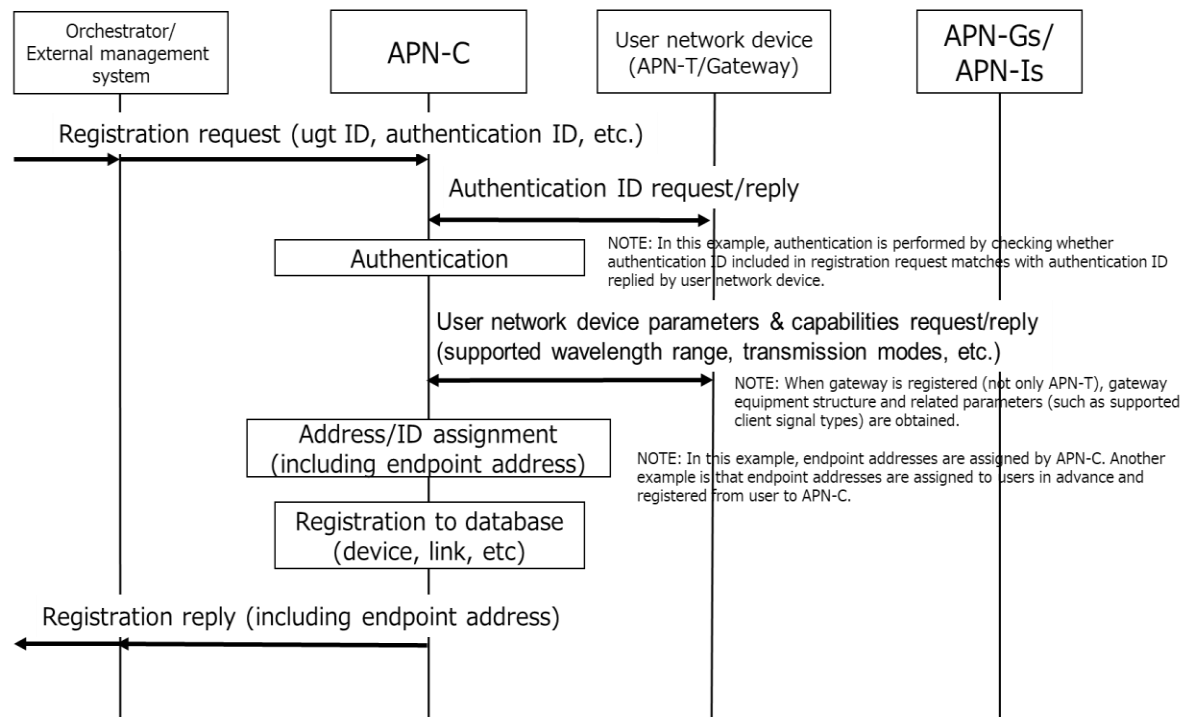 Orchestrator/
External management
system
APN-C
User network device
(APN-T/Gateway)
APN-Gs/
APN-Is
Registration request (ugt ID, authentication ID, etc.)
Authentication ID request/reply
Authentication
NOTE: In this example, authentication is performed by checking whether
authentication ID included in registration request matches with authentication ID
replied by user network device.
User network device parameters & capabilities request/reply
(supported wavelength range, transmission modes, etc.)
NOTE: When gateway is registered (not only APN-T), gateway
equipment structure and related parameters (such as supported
client signal types) are obtained.
Address/ID assignment
(including endpoint address)
NOTE: In this example, endpoint addresses are assigned by APN-C. Another
example is that endpoint addresses are assigned to users in advance and
registered from user to APN-C.
Registration to database
(device, link, etc)
Registration reply (including endpoint address)